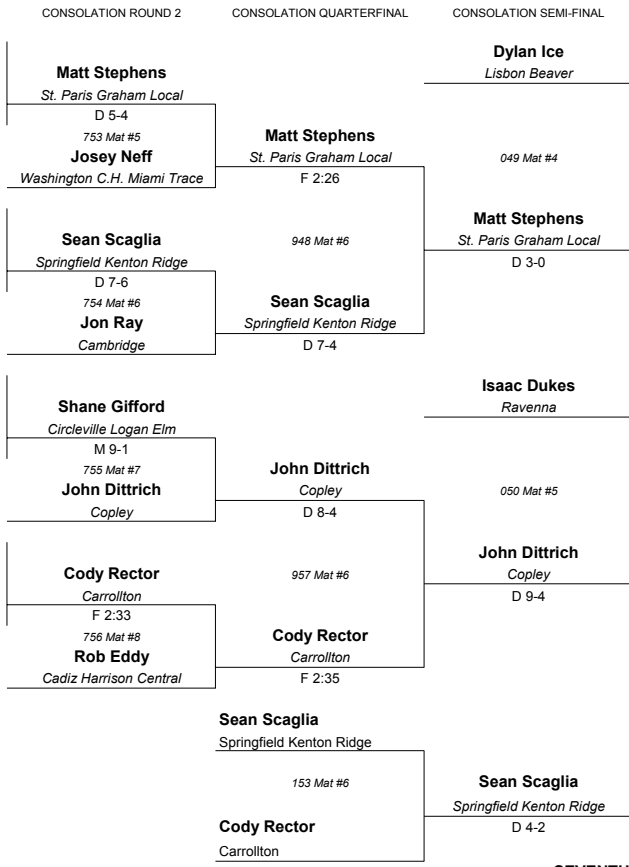 CONSOLATION ROUND 2 CONSOLATION QUARTERFINAL CONSOLATION SEMI-FINAL
Dylan Ice
Lisbon Beaver
Matt Stephens
St. Paris Graham Local
D 5-4
753 Mat #5
Josey Neff
Washington C.H. Miami Trace
Matt Stephens
St. Paris Graham Local
F 2:26
049 Mat #4
Matt Stephens
St. Paris Graham Local
D 3-0
Sean Scaglia
Springfield Kenton Ridge
D 7-6
754 Mat #6
Jon Ray
Cambridge
948 Mat #6
Sean Scaglia
Springfield Kenton Ridge
D 7-4
Isaac Dukes
Ravenna
Shane Gifford
Circleville Logan Elm
M 9-1
755 Mat #7
John Dittrich
Copley
John Dittrich
Copley
D 8-4
050 Mat #5
John Dittrich
Copley
D 9-4
Cody Rector
Carrollton
F 2:33
756 Mat #8
Rob Eddy
Cadiz Harrison Central
957 Mat #6
Cody Rector
Carrollton
F 2:35
Sean Scaglia
Springfield Kenton Ridge
153 Mat #6
Cody Rector
Carrollton
Sean Scaglia
Springfield Kenton Ridge
D 4-2